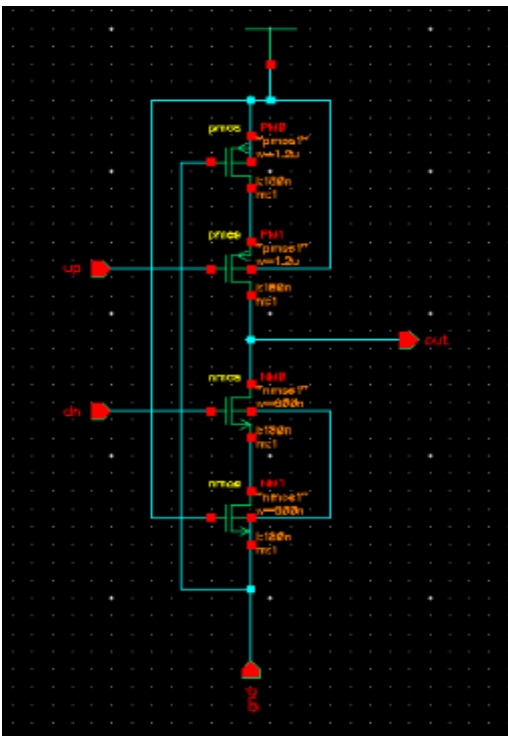 pmos PM0
"pmos1"
w=1.2u
l:180n
m:1
pmos PM1
"pmos1"
w=1.2u
up
l:180n
m:1
out
nmos NM0
"nmos1"
dn
w=600n
l:180n
m:1
nmos NM1
"nmos1"
w=600n
l:180n
m:1
gnd